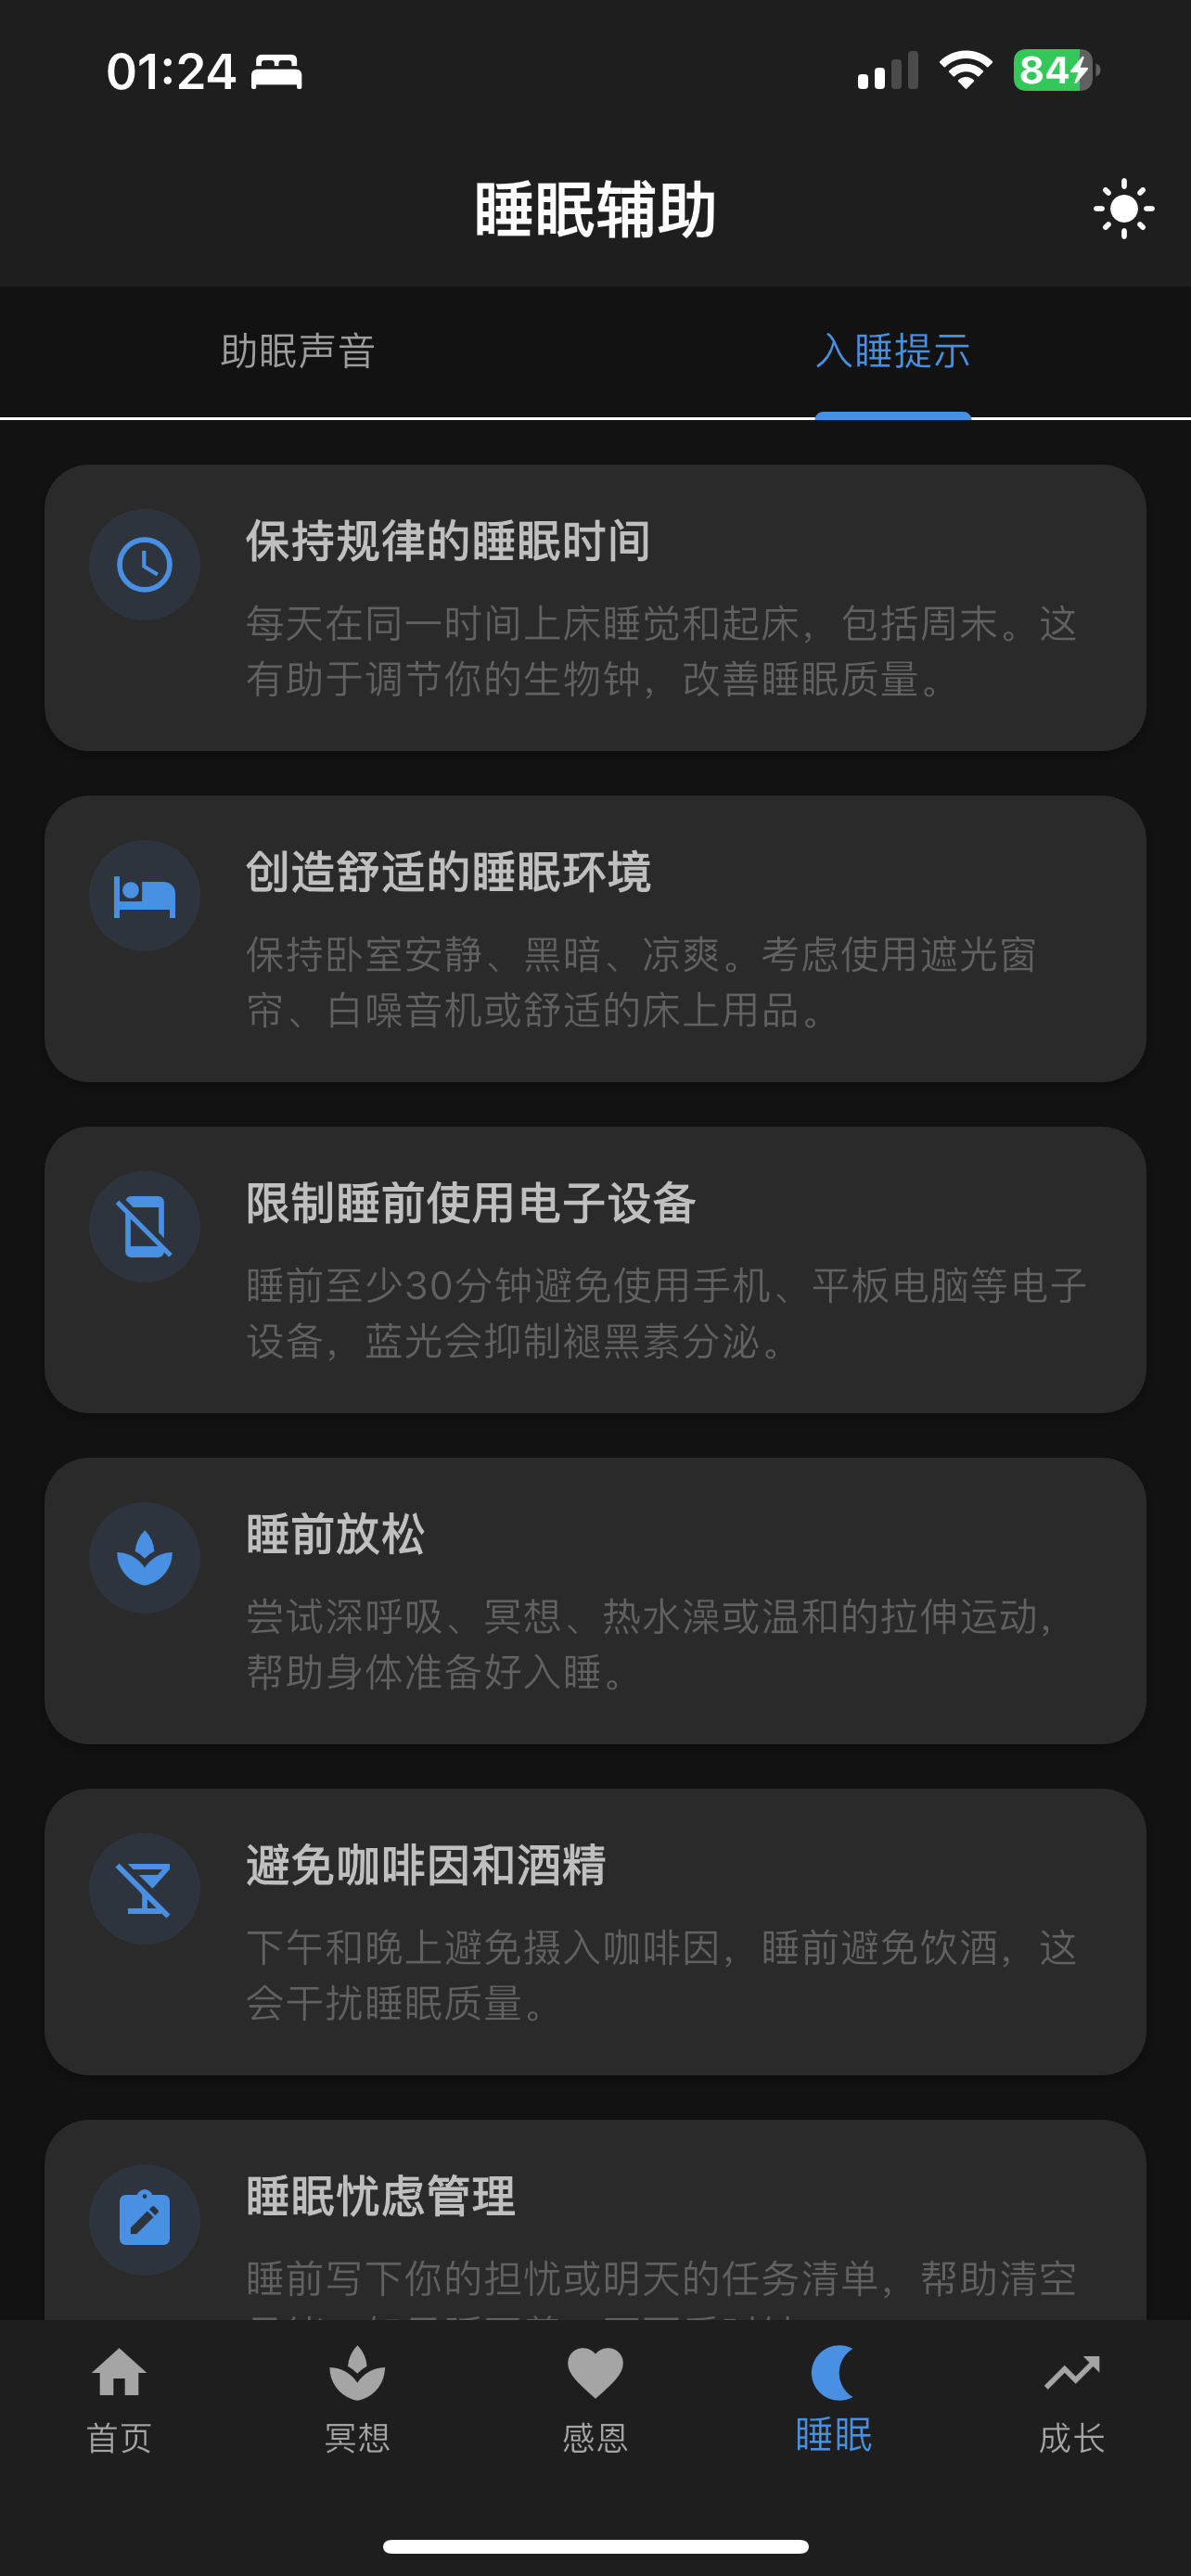 01:24
84
睡眠辅助
助眠声音
入睡提示
保持规律的睡眠时间
每天在同一时间上床睡觉和起床，包括周末。这
有助于调节你的生物钟，改善睡眠质量。
创造舒适的睡眠环境
保持卧室安静、黑暗、凉爽。考虑使用遮光窗
帘、白噪音机或舒适的床上用品。
限制睡前使用电子设备
睡前至少30分钟避免使用手机、平板电脑等电子
设备，蓝光会抑制褪黑素分泌。
睡前放松
尝试深呼吸、冥想、热水澡或温和的拉伸运动，
帮助身体准备好入睡。
避免咖啡因和酒精
下午和晚上避免摄入咖啡因，睡前避免饮酒，这
会干扰睡眠质量。
睡眠忧虑管理
睡前写下你的担忧或明天的任务清单，帮助清空
首页
冥想
感恩
睡眠
成长